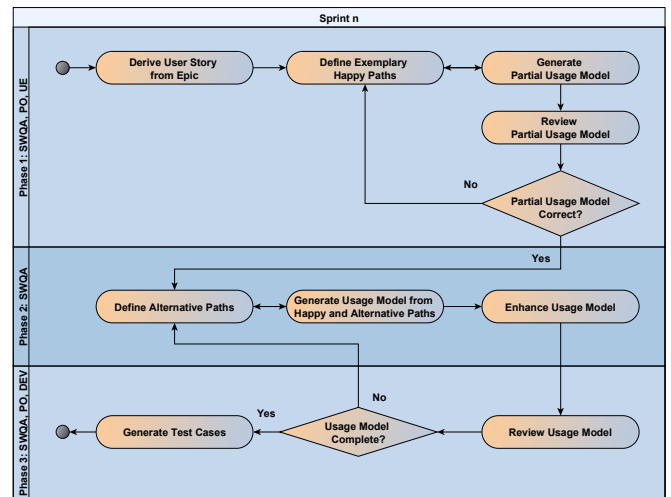 Sprint n
Phase 1: SWQA, PO, UE
Derive User Story
from Epic
Define Exemplary
Happy Paths
Generate
Partial Usage Model
Review
Partial Usage Model
No
Partial Usage Model
Correct?
Yes
Phase 2: SWQA
Define Alternative Paths
Generate Usage Model from
Happy and Alternative Paths
Enhance Usage Model
Phase 3: SWQA, PO, DEV
No
Yes
Generate Test Cases
Usage Model
Complete?
Review Usage Model